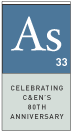 As
33
CELEBRATING
C&EN'S
80TH
ANNIVERSARY